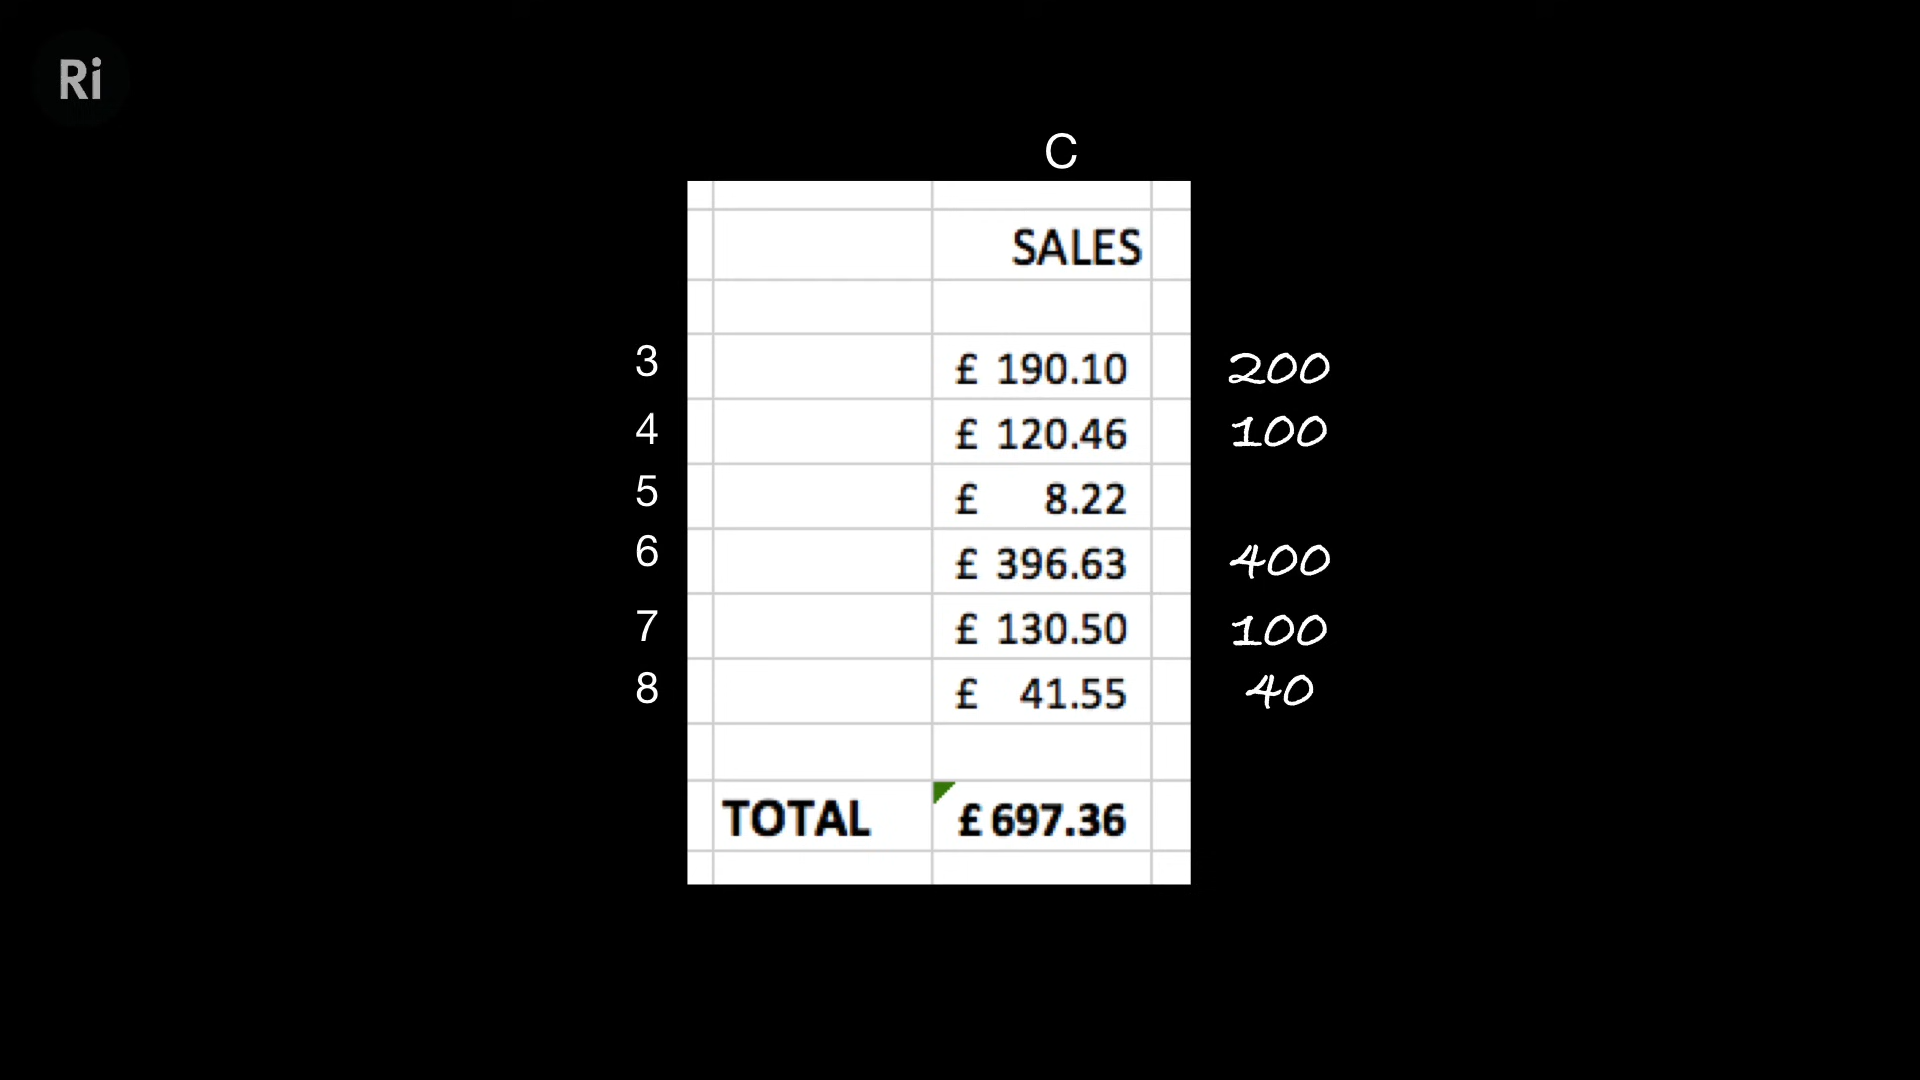 Ri
C
SALES
3 £ 190.10 200
4 £ 120.46 100
5 £ 8.22
6 £ 396.63 400
7 £ 130.50 100
8 £ 41.55 40
TOTAL £ 697.36